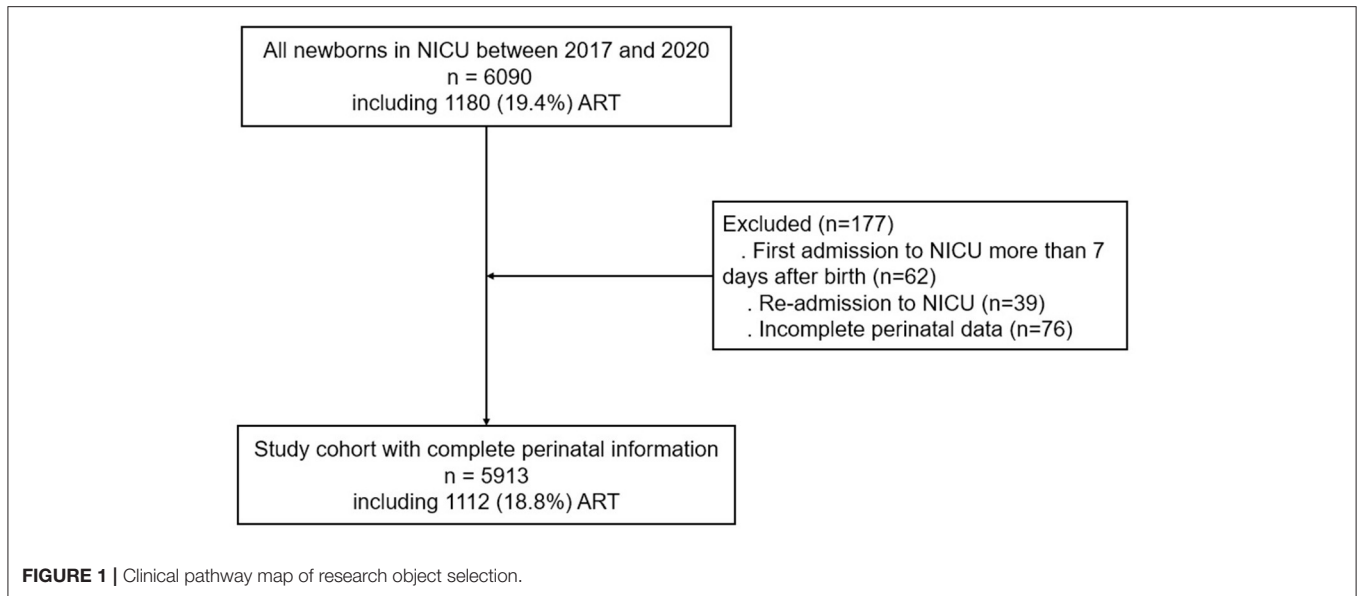 All newborns in NICU between 2017 and 2020
n = 6090
including 1180 (19.4%) ART
Excluded (n=177)
. First admission to NICU more than 7
days after birth (n=62)
. Re-admission to NICU (n=39)
. Incomplete perinatal data (n=76)
Study cohort with complete perinatal information
n = 5913
including 1112 (18.8%) ART
FIGURE 1 | Clinical pathway map of research object selection.